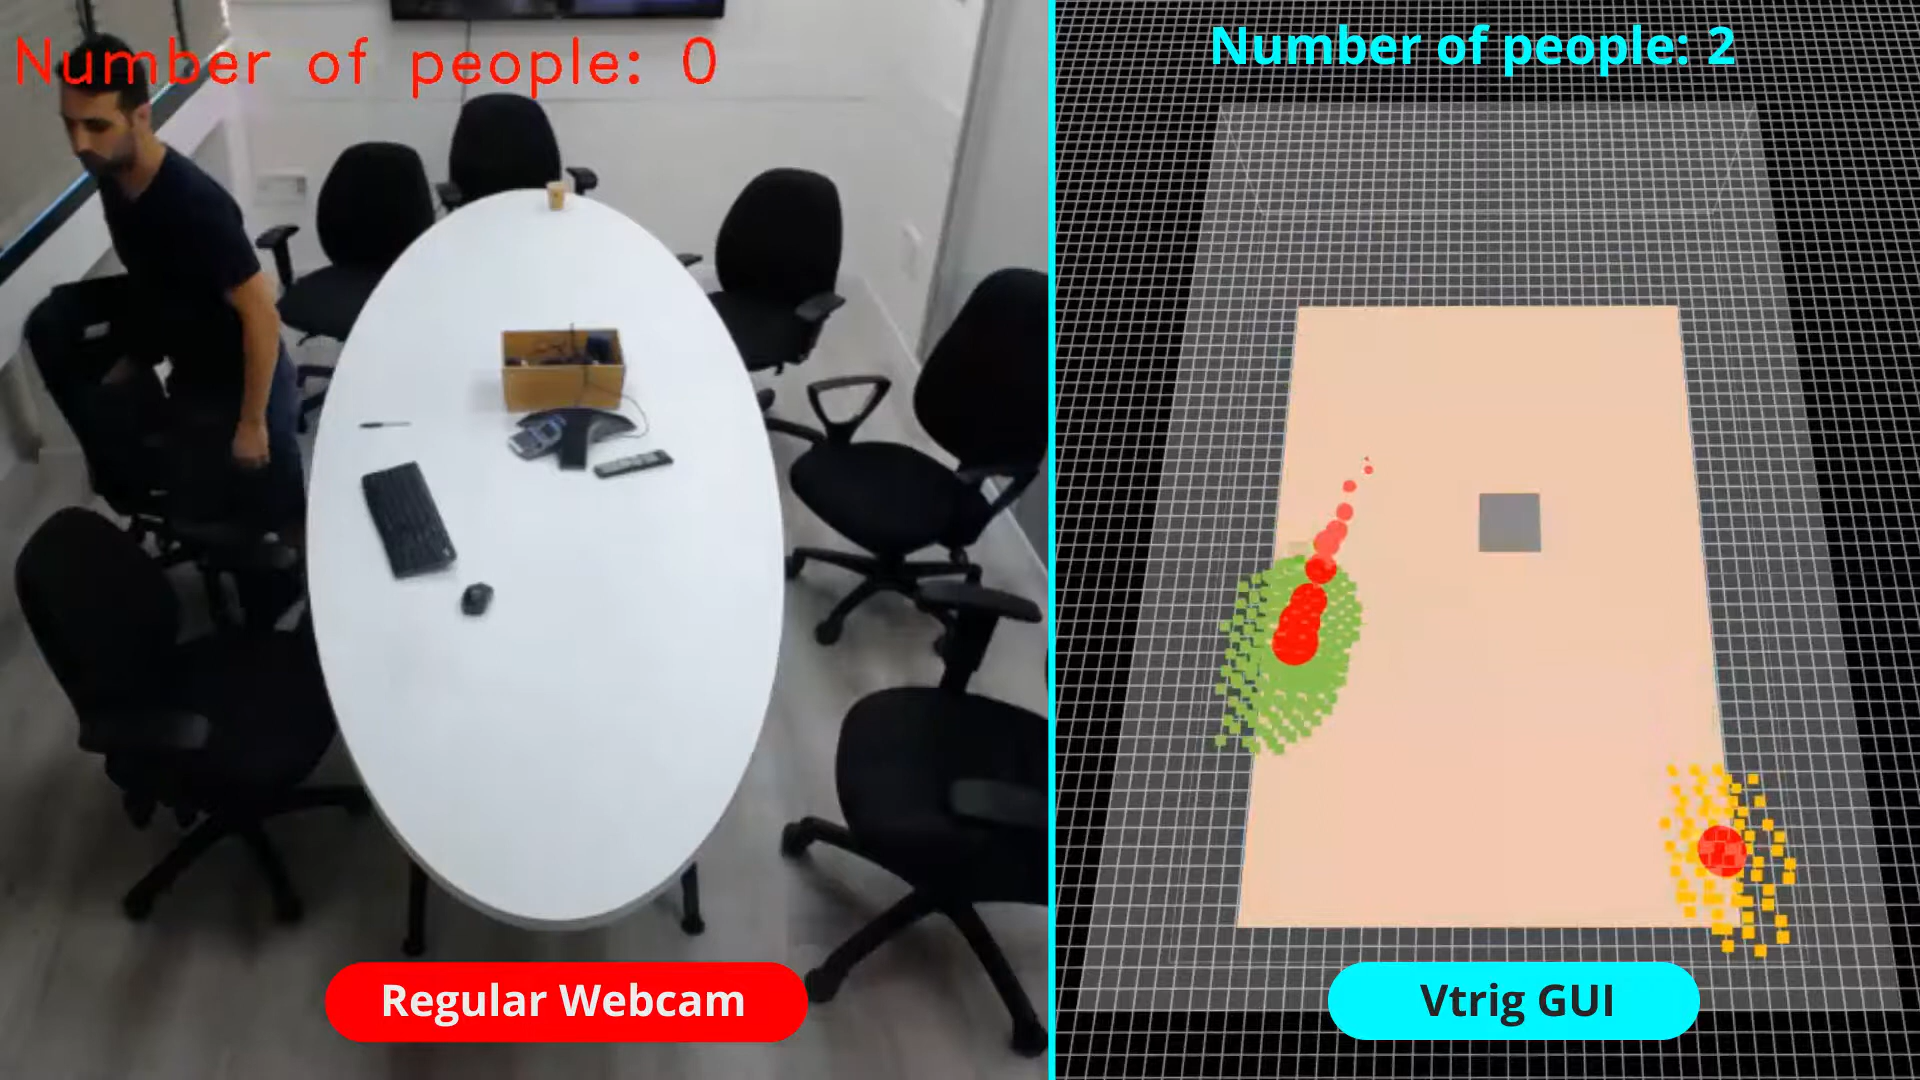 Number of people: 0
Number of people: 2
Regular Webcam
Vtrig GUI